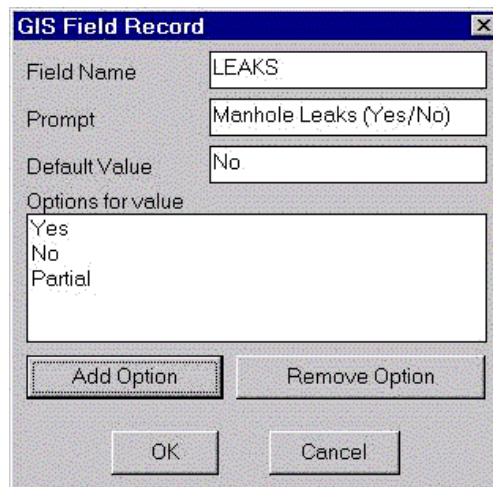 GIS Field Record
Field Name LEAKS
Prompt Manhole Leaks (Yes/No)
Default Value No
Options for value
Yes
No
Partial
Add Option Remove Option
OK Cancel